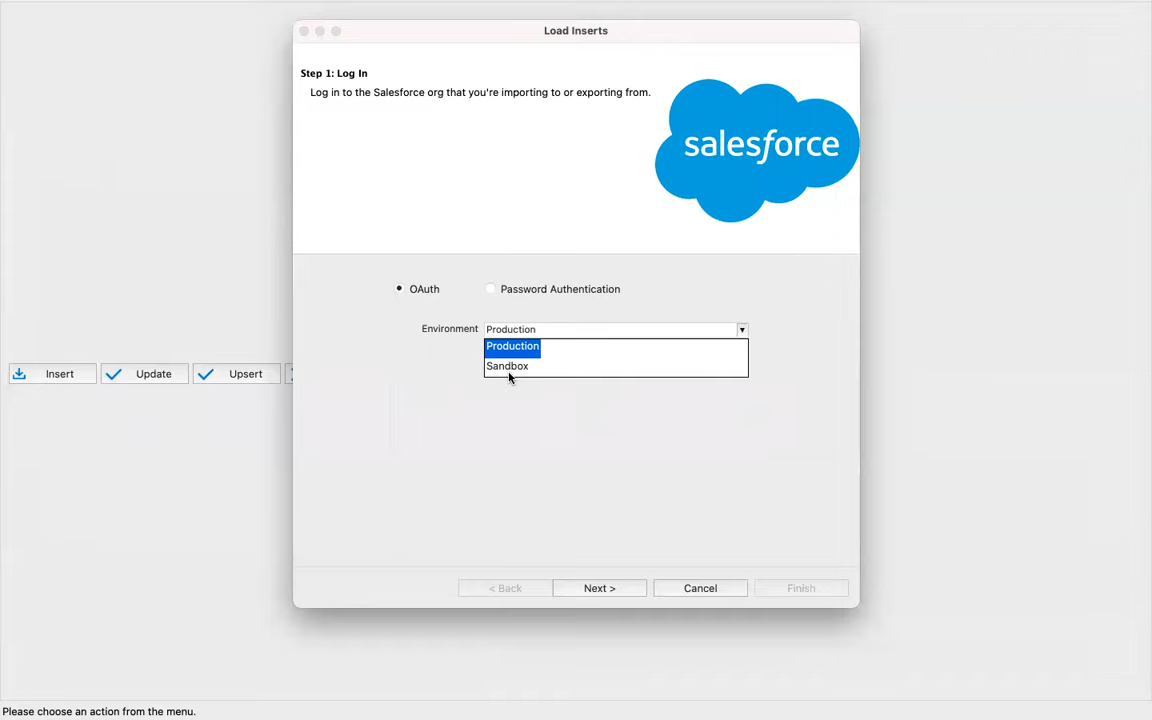 Load Inserts
Step 1: Log In
Log in to the Salesforce org that you're importing to or exporting from.
salesforce
OAuth Password Authentication
Environment Production
Production
Sandbox
Insert Update Upsert
< Back Next > Cancel Finish
Please choose an action from the menu.